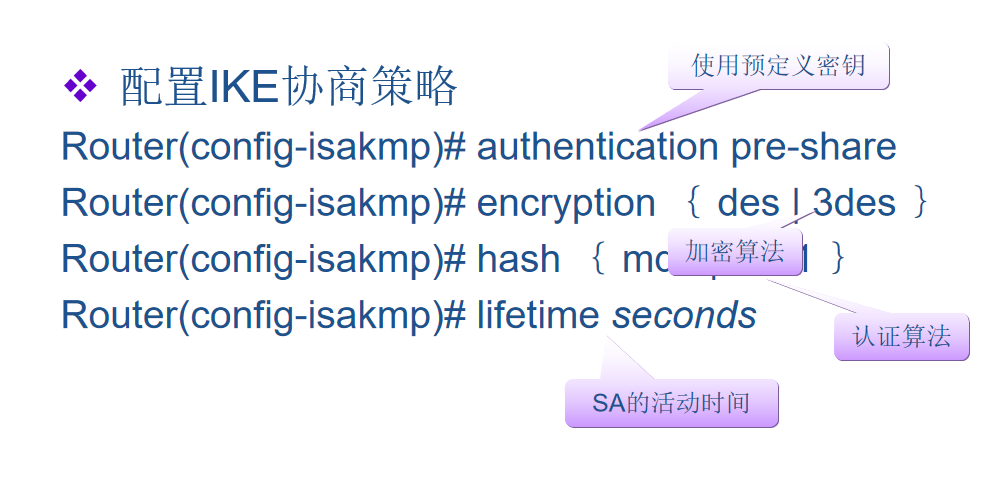 使用预定义密钥
配置IKE协商策略
Router(config-isakmp)# authentication pre-share
Router(config-isakmp)# encryption { des | 3des }
Router(config-isakmp)# hash { }
加密算法
Router(config-isakmp)# lifetime seconds
认证算法
SA的活动时间